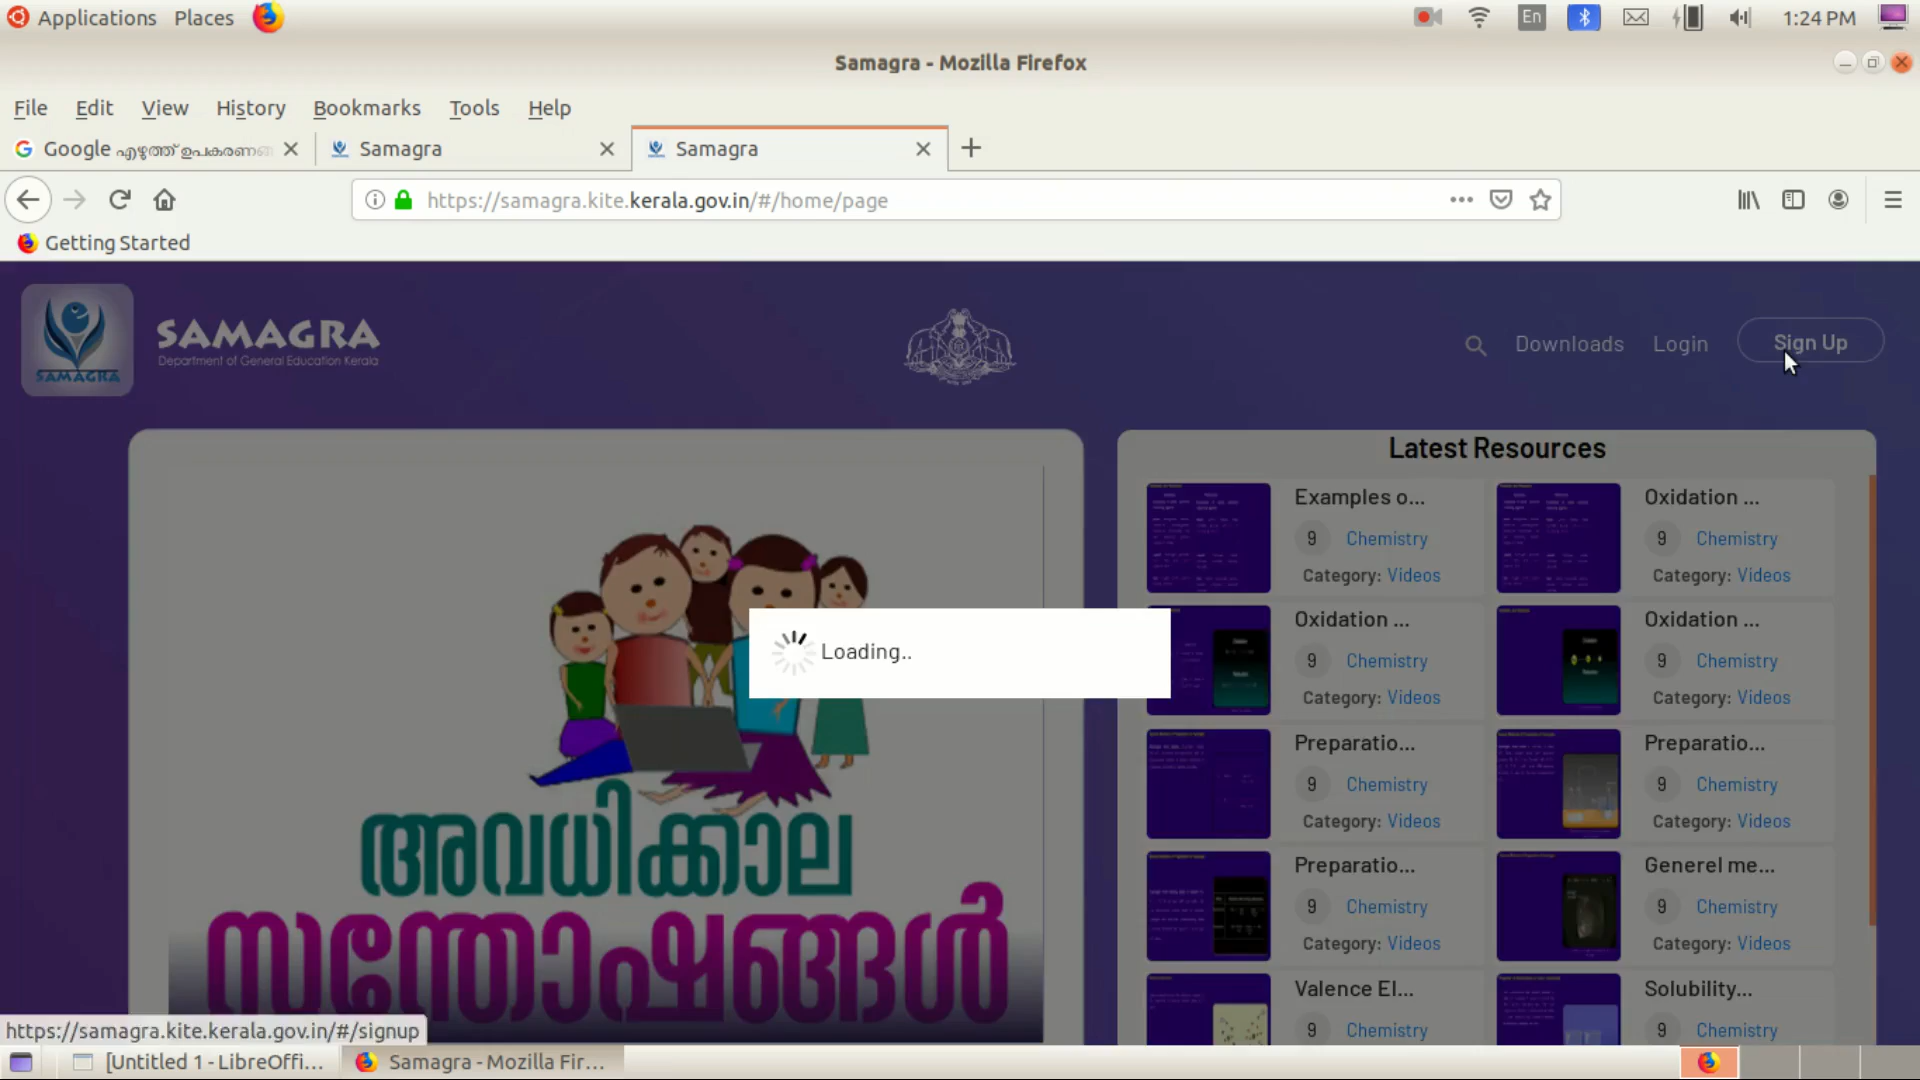 Applications Places En 1:24 PM
Samagra - Mozilla Firefox
File Edit View History Bookmarks Tools Help
Google എഴുത്ത് ഉപകരണങ്ങ Samagra Samagra
https://samagra.kite.kerala.gov.in/#/home/page
Getting Started
SAMAGRA
Department of General Education Kerala
SAMAGRA
Downloads Login Sign Up
Latest Resources
Examples o... Oxidation ...
9 Chemistry 9 Chemistry
Category: Videos Category: Videos
Oxidation ... Oxidation ...
9 Chemistry 9 Chemistry
Category: Videos Category: Videos
Loading..
Preparatio... Preparatio...
9 Chemistry 9 Chemistry
Category: Videos Category: Videos
Preparatio... Generel me...
9 Chemistry 9 Chemistry
Category: Videos Category: Videos
Valence El... Solubility...
9 Chemistry 9 Chemistry
അവധിക്കാല
സന്തോഷങ്ങൾ
https://samagra.kite.kerala.gov.in/#/signup
[Untitled 1 - LibreOffi... Samagra - Mozilla Fir...